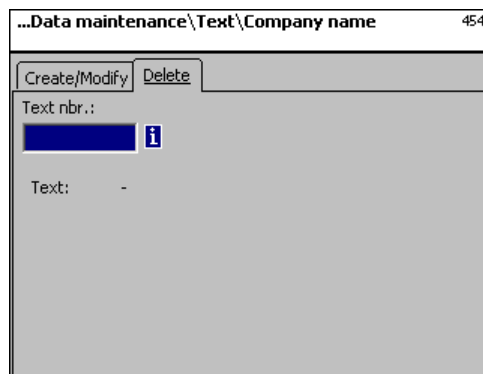 ...Data maintenance\Text\Company name 454
Create/Modify Delete
Text nbr.:
i
Text: -